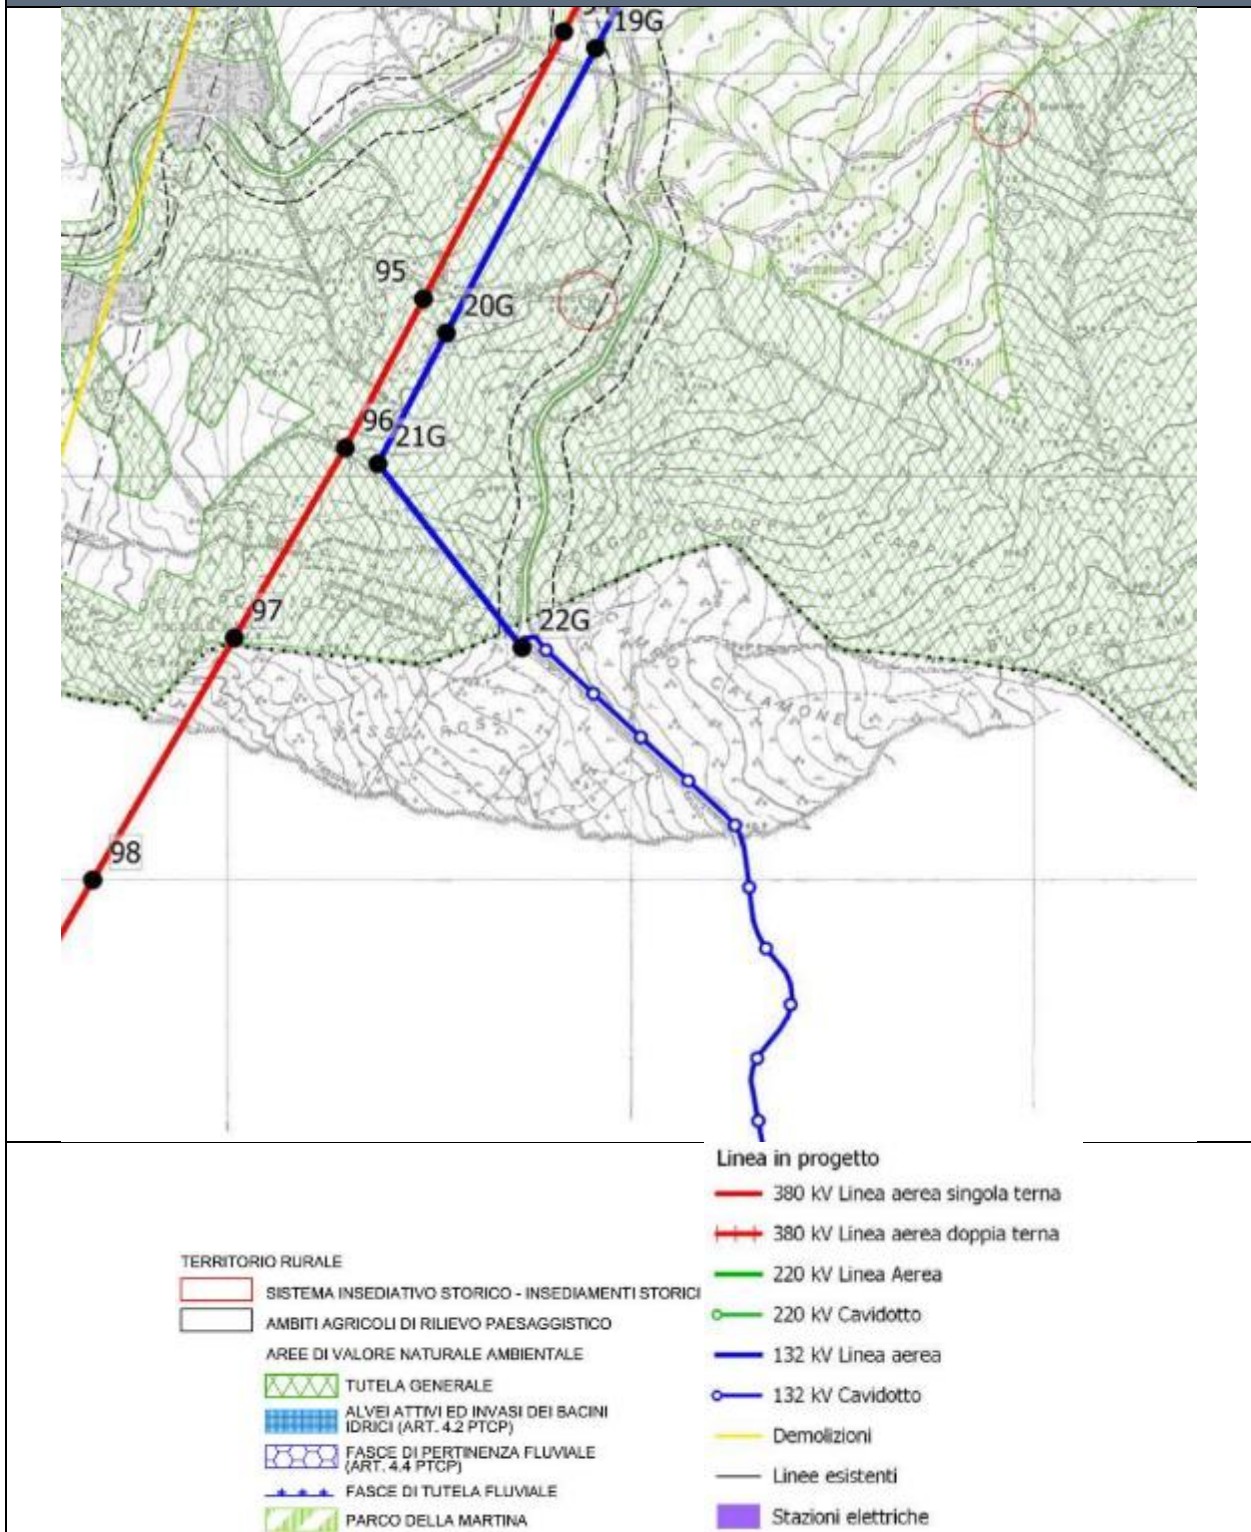 19G
95
20G
96
21G
97
22G
SASSI ROSSI
CAMPO CALAMONE
98
Linea in progetto
380 kV Linea aerea singola terna
380 kV Linea aerea doppia terna
220 kV Linea Aerea
220 kV Cavidotto
132 kV Linea aerea
132 kV Cavidotto
Demolizioni
Linee esistenti
Stazioni elettriche
TERRITORIO RURALE
SISTEMA INSEDIATIVO STORICO - INSEDIAMENTI STORICI
AMBITI AGRICOLI DI RILIEVO PAESAGGISTICO
AREE DI VALORE NATURALE AMBIENTALE
TUTELA GENERALE
ALVEI ATTIVI ED INVASI DEI BACINI
IDRICI (ART. 4.2 PTCP)
FASCE DI PERTINENZA FLUVIALE
(ART. 4.4 PTCP)
FASCE DI TUTELA FLUVIALE
PARCO DELLA MARTINA